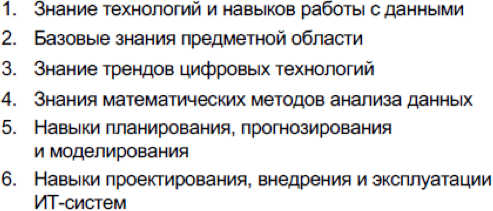 1. Знание технологий и навыков работы с данными
2. Базовые знания предметной области
3. Знание трендов цифровых технологий
4. Знания математических методов анализа данных
5. Навыки планирования, прогнозирования
и моделирования
6. Навыки проектирования, внедрения и эксплуатации
ИТ-систем